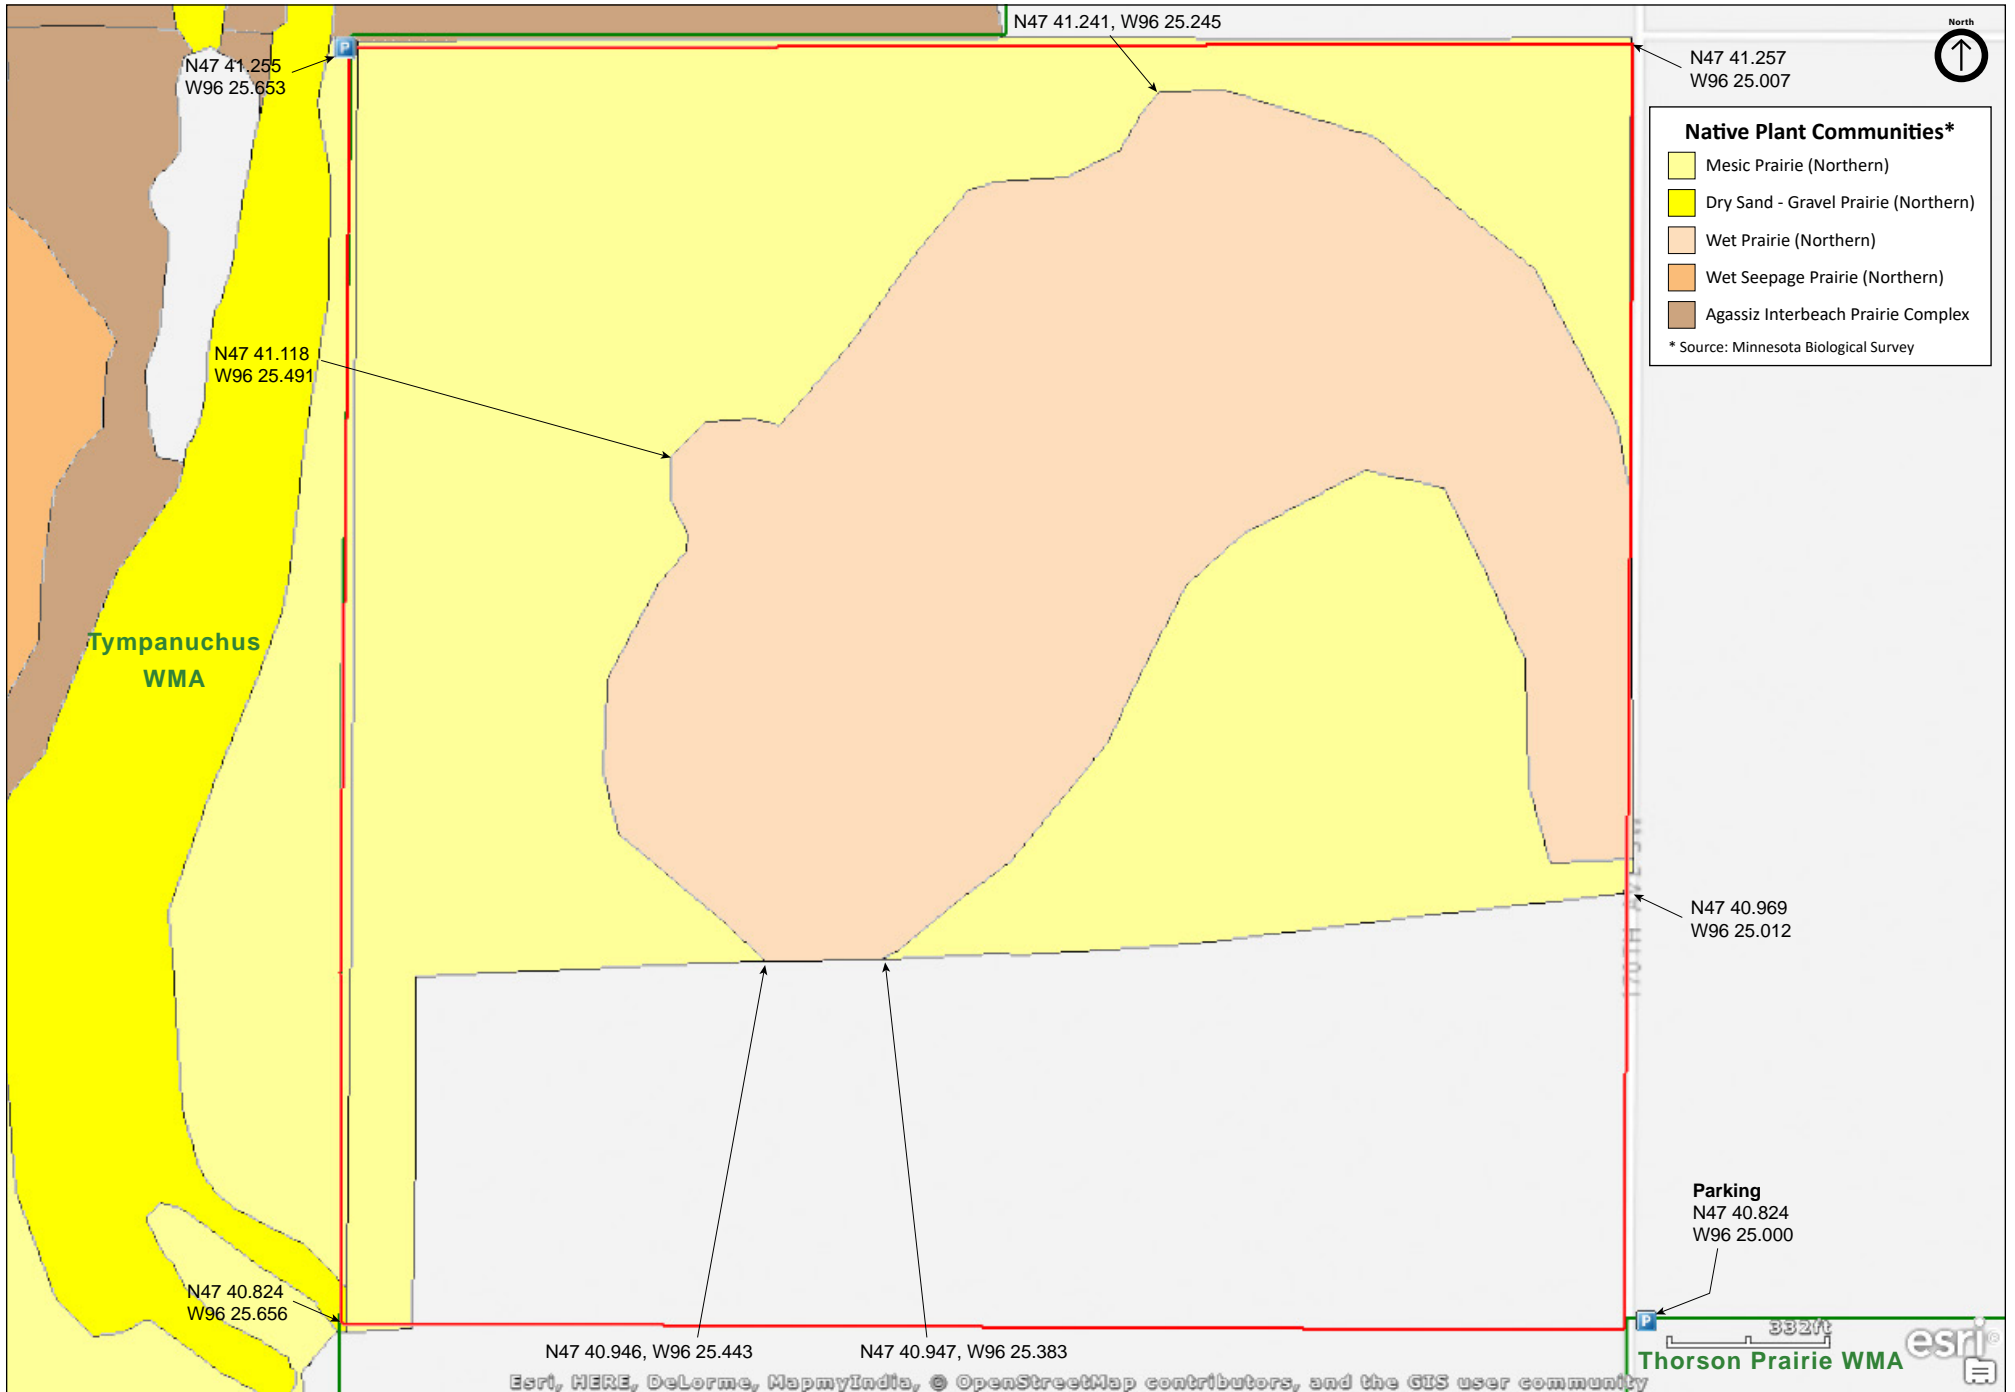 N47 41.241, W96 25.245
North
N47 41.255
W96 25.653
P
N47 41.257
W96 25.007
Native Plant Communities*
Mesic Prairie (Northern)
Dry Sand - Gravel Prairie (Northern)
Wet Prairie (Northern)
Wet Seepage Prairie (Northern)
Agassiz Interbeach Prairie Complex
* Source: Minnesota Biological Survey
N47 41.118
W96 25.491
Tympanuchus
WMA
170TH AVE SW
N47 40.969
W96 25.012
Parking
N47 40.824
W96 25.000
N47 40.824
W96 25.656
P
332ft
esri
Thorson Prairie WMA
N47 40.946, W96 25.443
N47 40.947, W96 25.383
Esri, HERE, DeLorme, MapmyIndia, © OpenStreetMap contributors, and the GIS user community